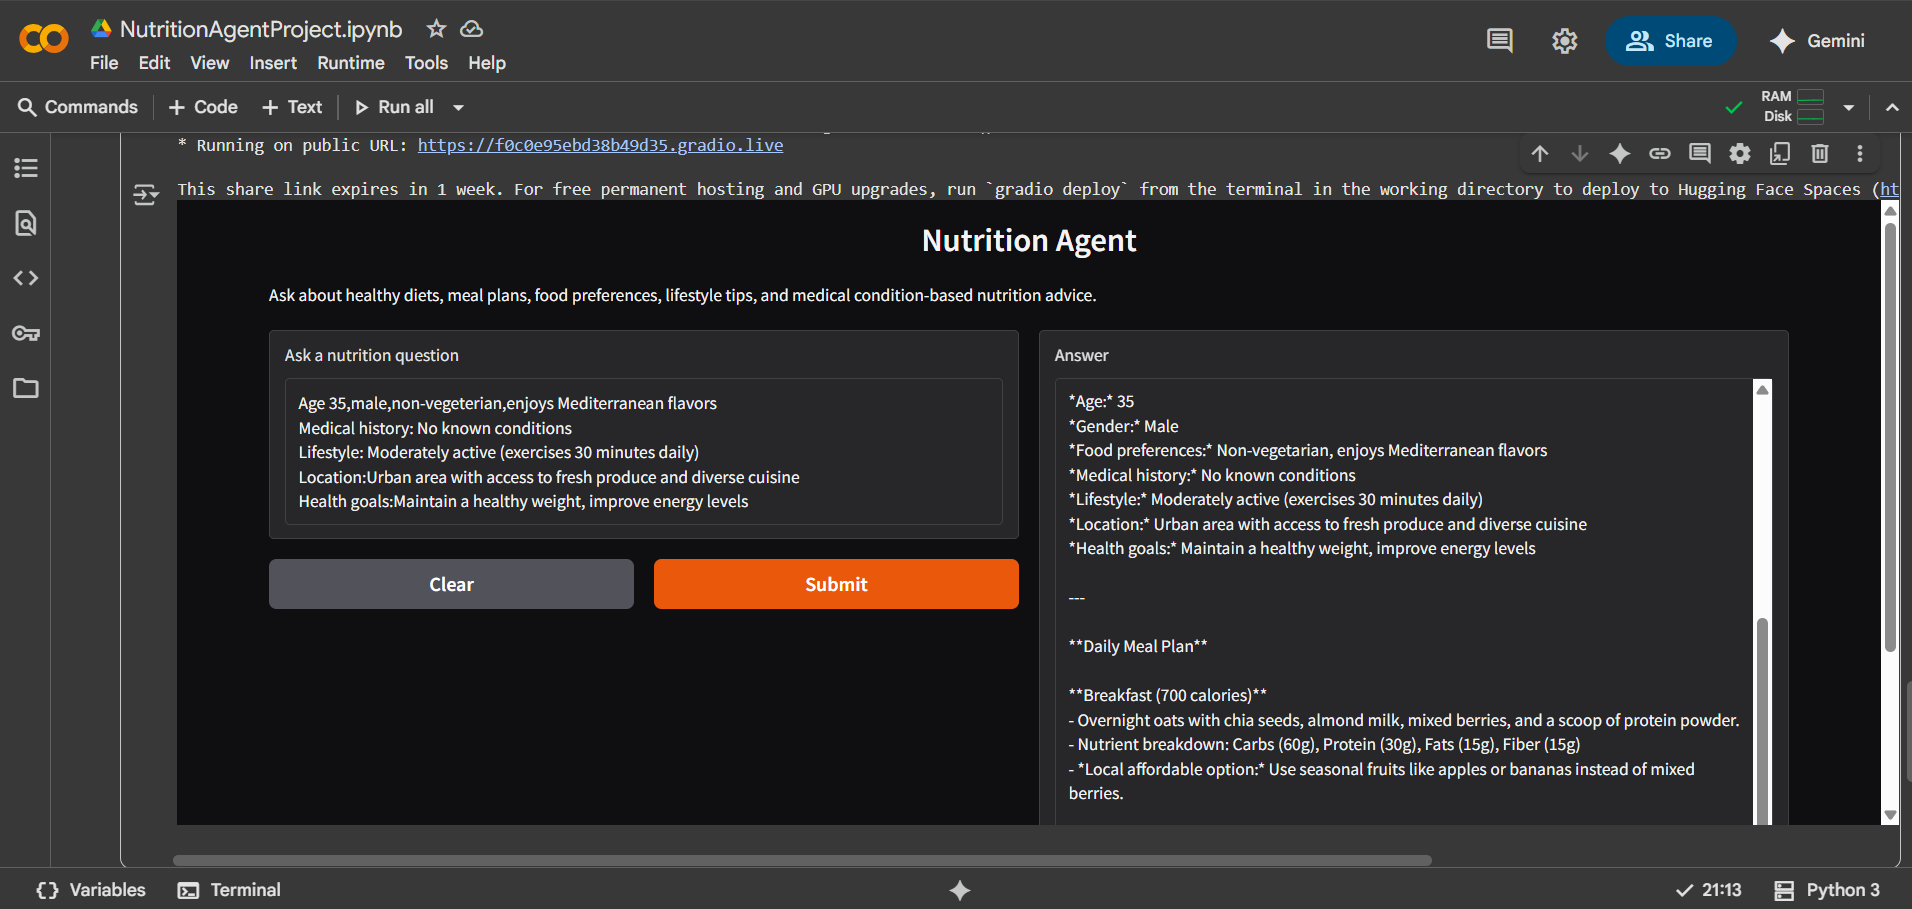 NutritionAgentProject.ipynb
File Edit View Insert Runtime Tools Help
Share
Gemini
Commands
+ Code
+ Text
Run all
RAM
Disk
* Running on public URL: https://f0c0e95ebd38b49d35.gradio.live
This share link expires in 1 week. For free permanent hosting and GPU upgrades, run `gradio deploy` from the terminal in the working directory to deploy to Hugging Face Spaces (ht
Nutrition Agent
Ask about healthy diets, meal plans, food preferences, lifestyle tips, and medical condition-based nutrition advice.
Ask a nutrition question
Age 35,male,non-vegeterian,enjoys Mediterranean flavors
Medical history: No known conditions
Lifestyle: Moderately active (exercises 30 minutes daily)
Location:Urban area with access to fresh produce and diverse cuisine
Health goals:Maintain a healthy weight, improve energy levels
Clear
Submit
Answer
*Age:* 35
*Gender:* Male
*Food preferences:* Non-vegetarian, enjoys Mediterranean flavors
*Medical history:* No known conditions
*Lifestyle:* Moderately active (exercises 30 minutes daily)
*Location:* Urban area with access to fresh produce and diverse cuisine
*Health goals:* Maintain a healthy weight, improve energy levels
---
**Daily Meal Plan**
**Breakfast (700 calories)**
- Overnight oats with chia seeds, almond milk, mixed berries, and a scoop of protein powder.
- Nutrient breakdown: Carbs (60g), Protein (30g), Fats (15g), Fiber (15g)
- *Local affordable option:* Use seasonal fruits like apples or bananas instead of mixed
berries.
Variables
Terminal
21:13
Python 3